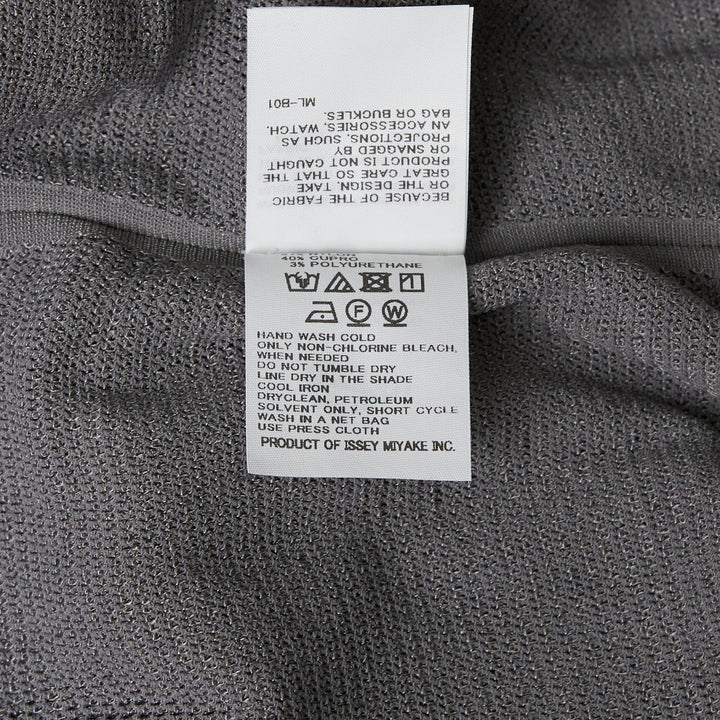 BECAUSE OF THE FABRIC
OR THE DESIGN, TAKE
GREAT CARE SO THAT THE
PRODUCT IS NOT CAUGHT
OR SNAGGED BY
PROJECTIONS, SUCH AS
AN ACCESSORIES, WATCH,
BAG OR BUCKLES.
ML-B01
40% CUPRO
3% POLYURETHANE
F W
HAND WASH COLD
ONLY NON-CHLORINE BLEACH,
WHEN NEEDED
DO NOT TUMBLE DRY
LINE DRY IN THE SHADE
COOL IRON
DRYCLEAN, PETROLEUM
SOLVENT ONLY, SHORT CYCLE
WASH IN A NET BAG
USE PRESS CLOTH
PRODUCT OF ISSEY MIYAKE INC.